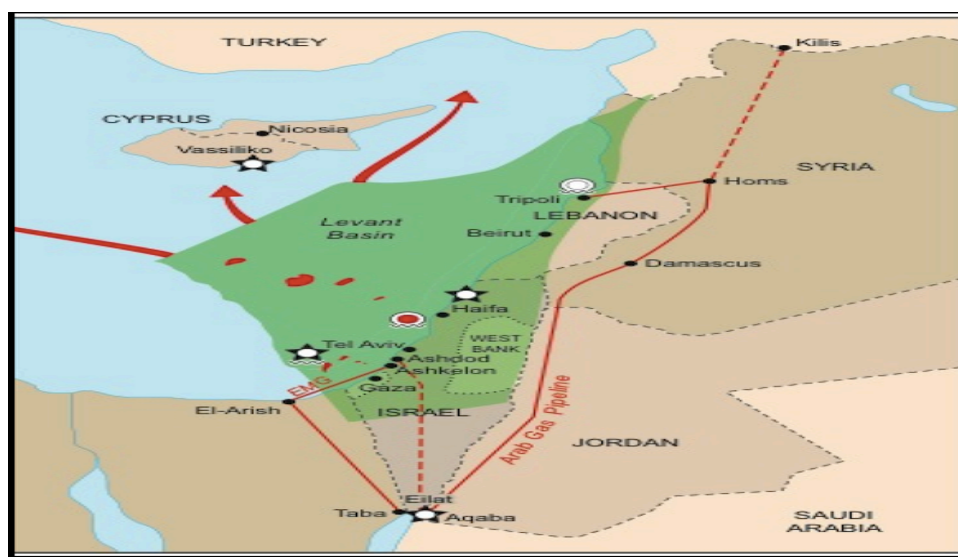 TURKEY
Kilis
CYPRUS
Nicosia
Vassiliko
SYRIA
Homs
Tripoli
LEBANON
Levant
Basin
Beirut
Damascus
Haifa
Tel Aviv
WEST
BANK
Ashdod
Ashkelon
Gaza
EMG
El-Arish
ISRAEL
Arab Gas Pipeline
JORDAN
Eilat
Taba
Aqaba
SAUDI
ARABIA